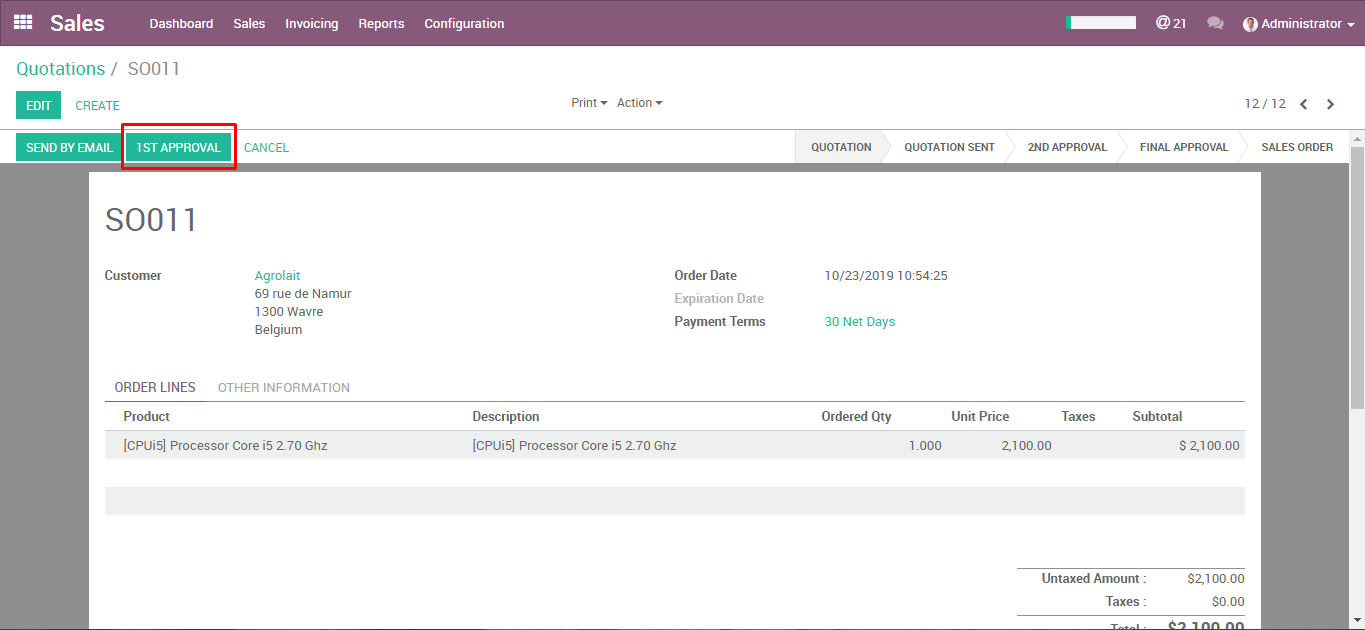 Sales Dashboard Sales Invoicing Reports Configuration @ 21 Administrator
Quotations / SO011
EDIT CREATE Print Action 12 / 12
SEND BY EMAIL 1ST APPROVAL CANCEL QUOTATION QUOTATION SENT 2ND APPROVAL FINAL APPROVAL SALES ORDER
SO011
Customer Agrolait Order Date 10/23/2019 10:54:25
69 rue de Namur Expiration Date
1300 Wavre
Belgium Payment Terms 30 Net Days
ORDER LINES OTHER INFORMATION
Product Description Ordered Qty Unit Price Taxes Subtotal
[CPUi5] Processor Core i5 2.70 Ghz [CPUi5] Processor Core i5 2.70 Ghz 1.000 2,100.00 $ 2,100.00
Untaxed Amount : $2,100.00
Taxes : $0.00
Total : $2,100.00